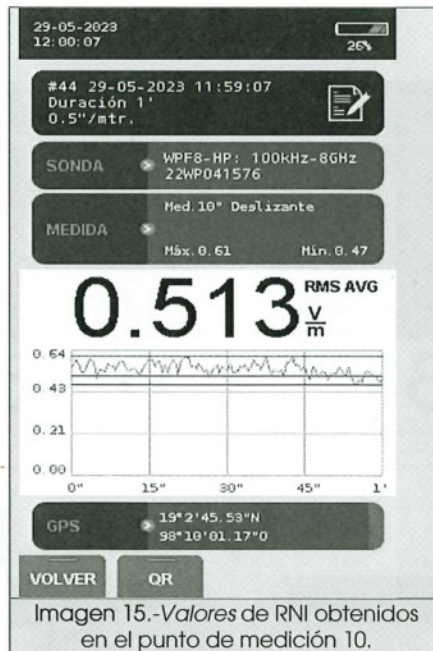 29-05-2023
12:00:07
26%
#44 29-05-2023 11:59:07
Duración 1'
0.5"/mtr.
SONDA
WPF8-HP: 100kHz-8GHz
22WP041576
MEDIDA
Med.10" Deslizante
Máx.0.61 Mín.0.47
0.513 V/m RMS AVG
0.64
0.43
0.21
0.00
0" 15" 30" 45" 1'
GPS
19°2'45.53"N
98°10'01.17"O
VOLVER QR
Imagen 15.-Valores de RNI obtenidos
en el punto de medición 10.